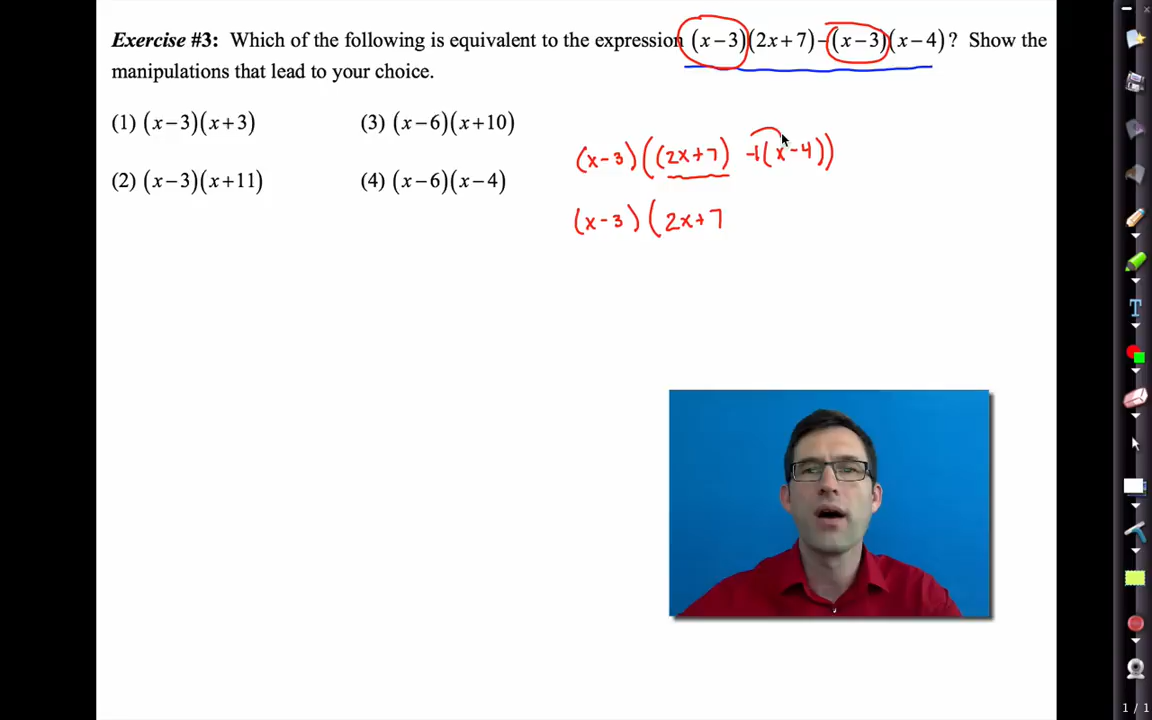 Exercise #3: Which of the following is equivalent to the expression (x−3)(2x+7)−(x−3)(x−4)? Show the
manipulations that lead to your choice.
(1) (x−3)(x+3)
(3) (x−6)(x+10)
(2) (x−3)(x+11)
(4) (x−6)(x−4)
(x-3)((2x+7) -1(x-4))
(x-3)(2x+7
T
1 / 1